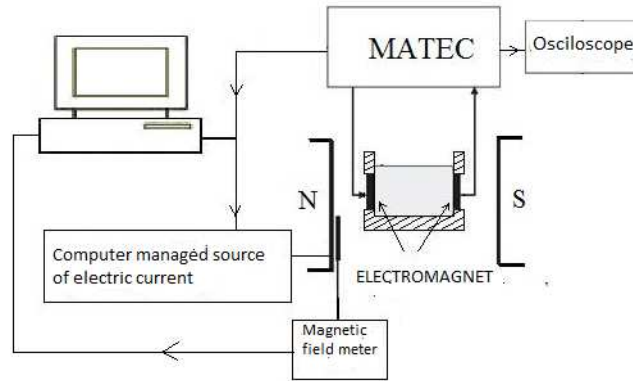 MATEC
Osciloscope
N
S
Computer managed source
of electric current
ELECTROMAGNET
Magnetic
field meter